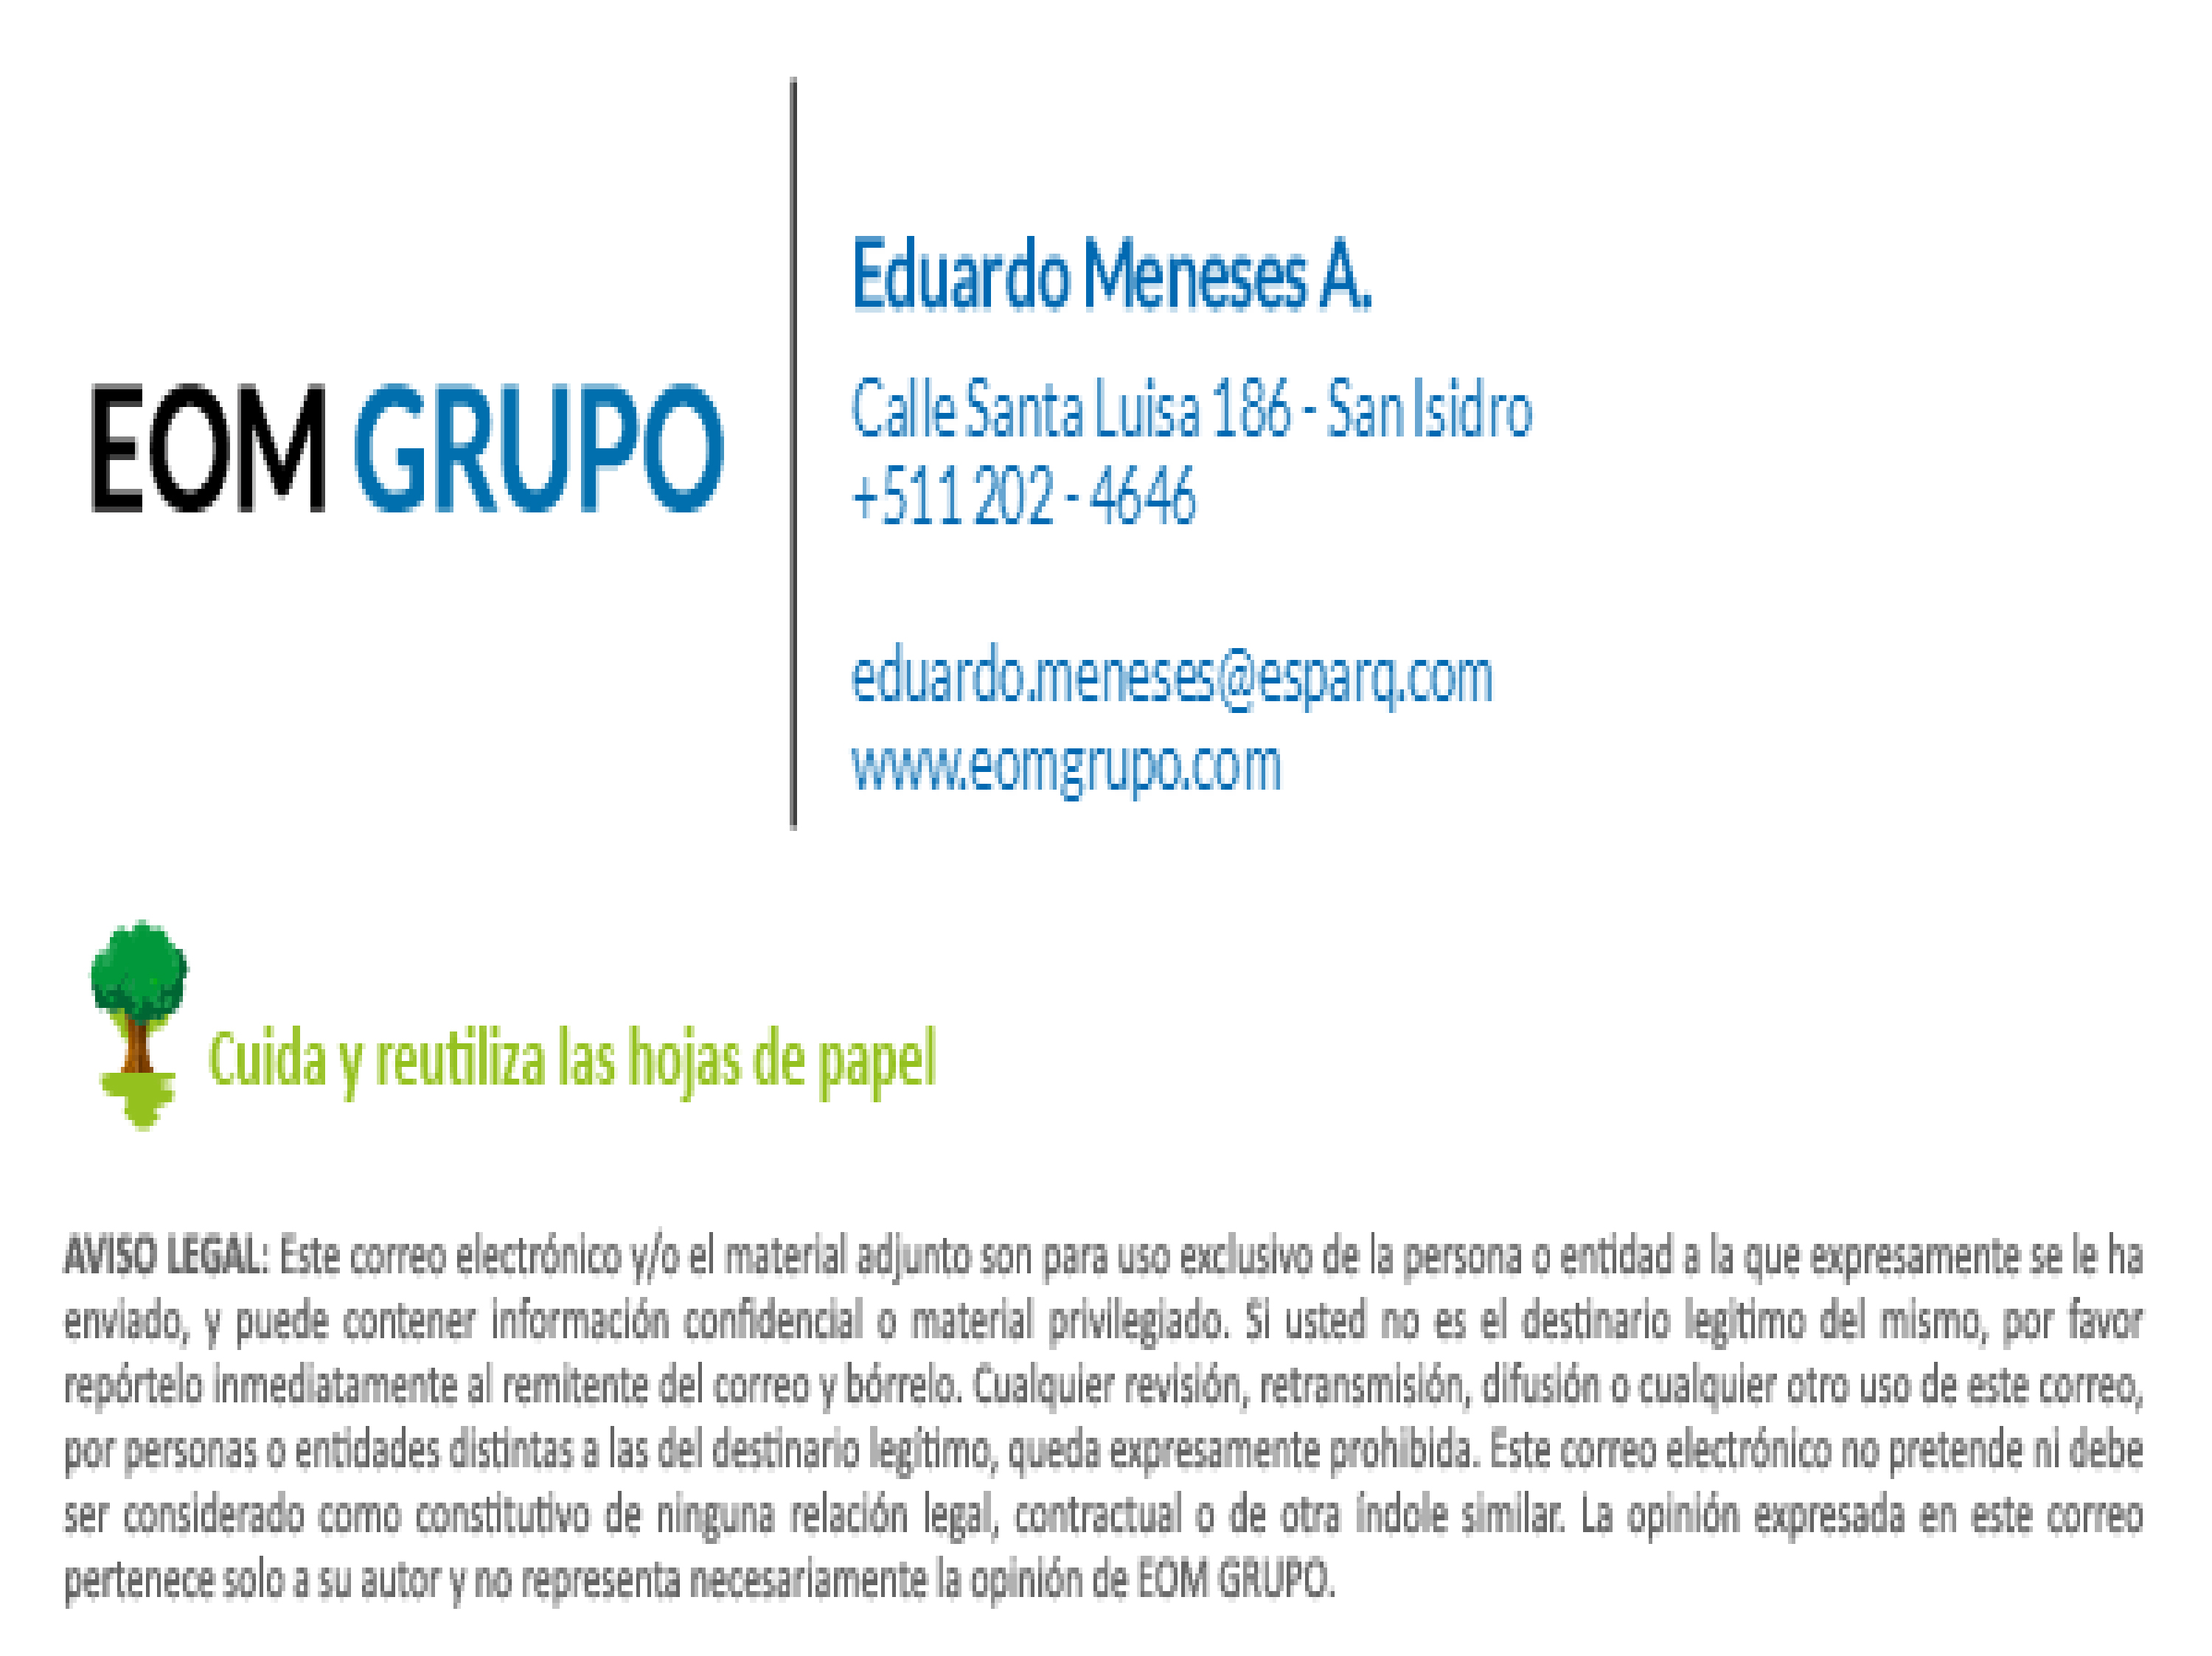 EOM GRUPO
Eduardo Meneses A.
Calle Santa Luisa 186 - San Isidro
+511 202 - 4646
eduardo.meneses@esparq.com
www.eomgrupo.com
Cuida y reutiliza las hojas de papel
AVISO LEGAL: Este correo electrónico y/o el material adjunto son para uso exclusivo de la persona o entidad a la que expresamente se le ha
enviado, y puede contener información confidencial o material privilegiado. Si usted no es el destinario legítimo del mismo, por favor
repórtelo inmediatamente al remitente del correo y bórrelo. Cualquier revisión, retransmisión, difusión o cualquier otro uso de este correo,
por personas o entidades distintas a las del destinario legítimo, queda expresamente prohibida. Este correo electrónico no pretende ni debe
ser considerado como constitutivo de ninguna relación legal, contractual o de otra índole similar. La opinión expresada en este correo
pertenece solo a su autor y no representa necesariamente la opinión de EOM GRUPO.